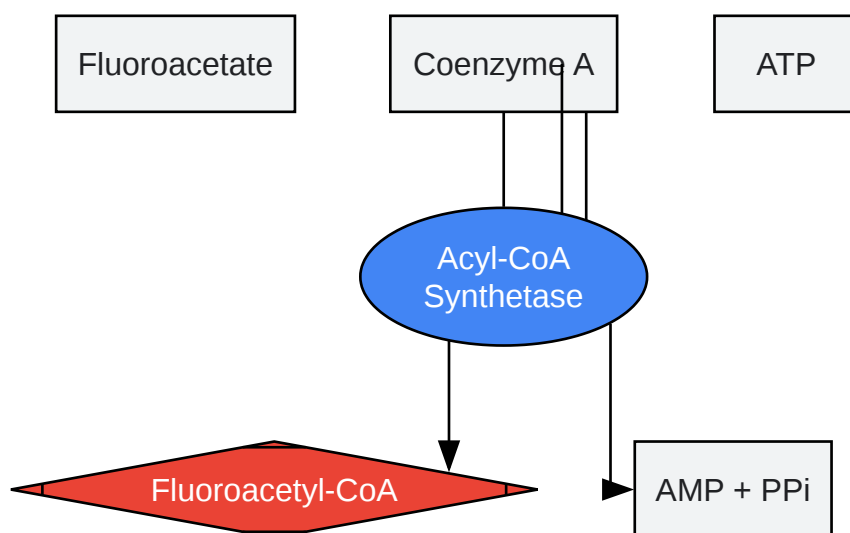 Fluoroacetate
Coenzyme A
ATP
Acyl-CoA
Synthetase
Fluoroacetyl-CoA
AMP + PPi